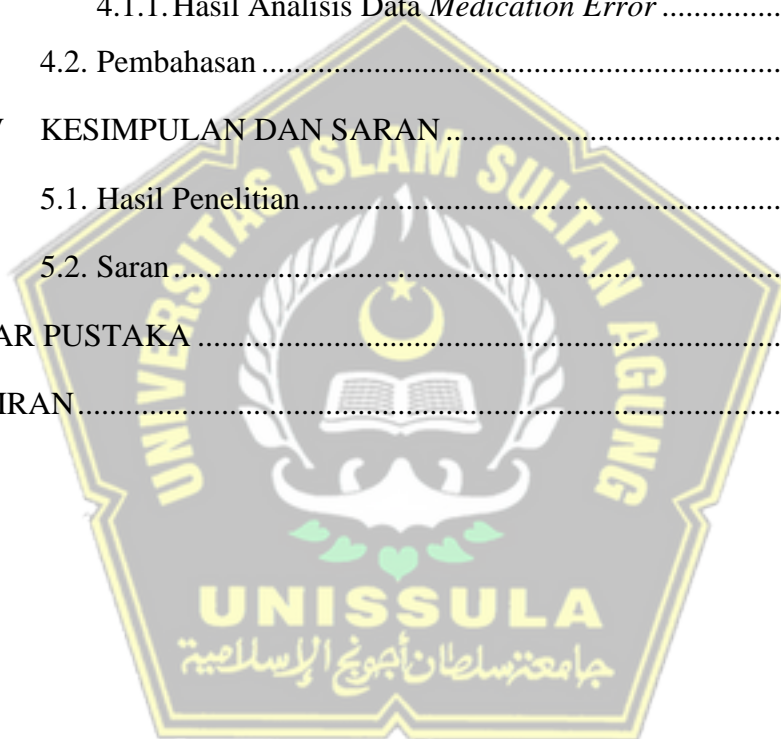 4.1.1. Hasil Analisis Data Medication Error ..............
4.2. Pembahasan ..............................................................
KESIMPULAN DAN SARAN ........................................
5.1. Hasil Penelitian .........................................................
5.2. Saran .........................................................................
AR PUSTAKA ......................................................................
IRAN .....................................................................................
UNIVERSITAS ISLAM SULTAN AGUNG
UNISSULA
جامعة سلطان أجونج الإسلامية